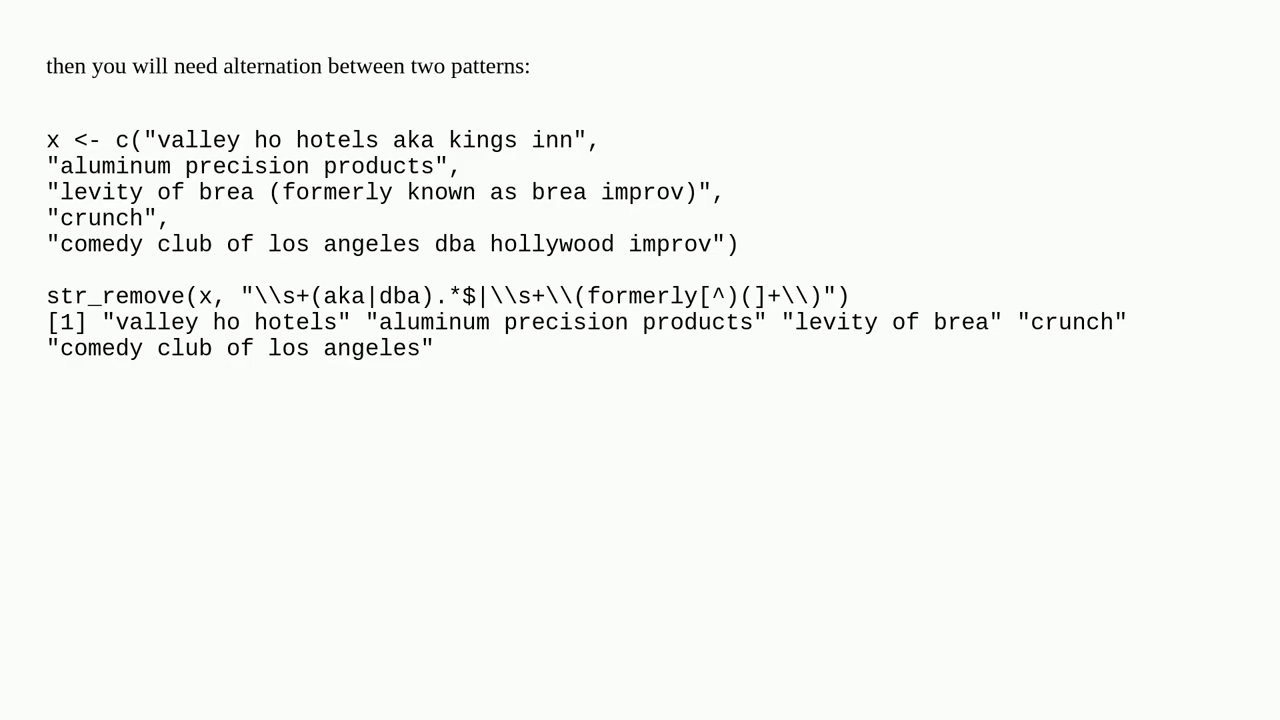 then you will need alternation between two patterns:
x <- c("valley ho hotels aka kings inn",
"aluminum precision products",
"levity of brea (formerly known as brea improv)",
"crunch",
"comedy club of los angeles dba hollywood improv")
str_remove(x, "\\s+(aka|dba).*$|\\s+\\(formerly[^)(]+\\)")
[1] "valley ho hotels" "aluminum precision products" "levity of brea" "crunch"
"comedy club of los angeles"